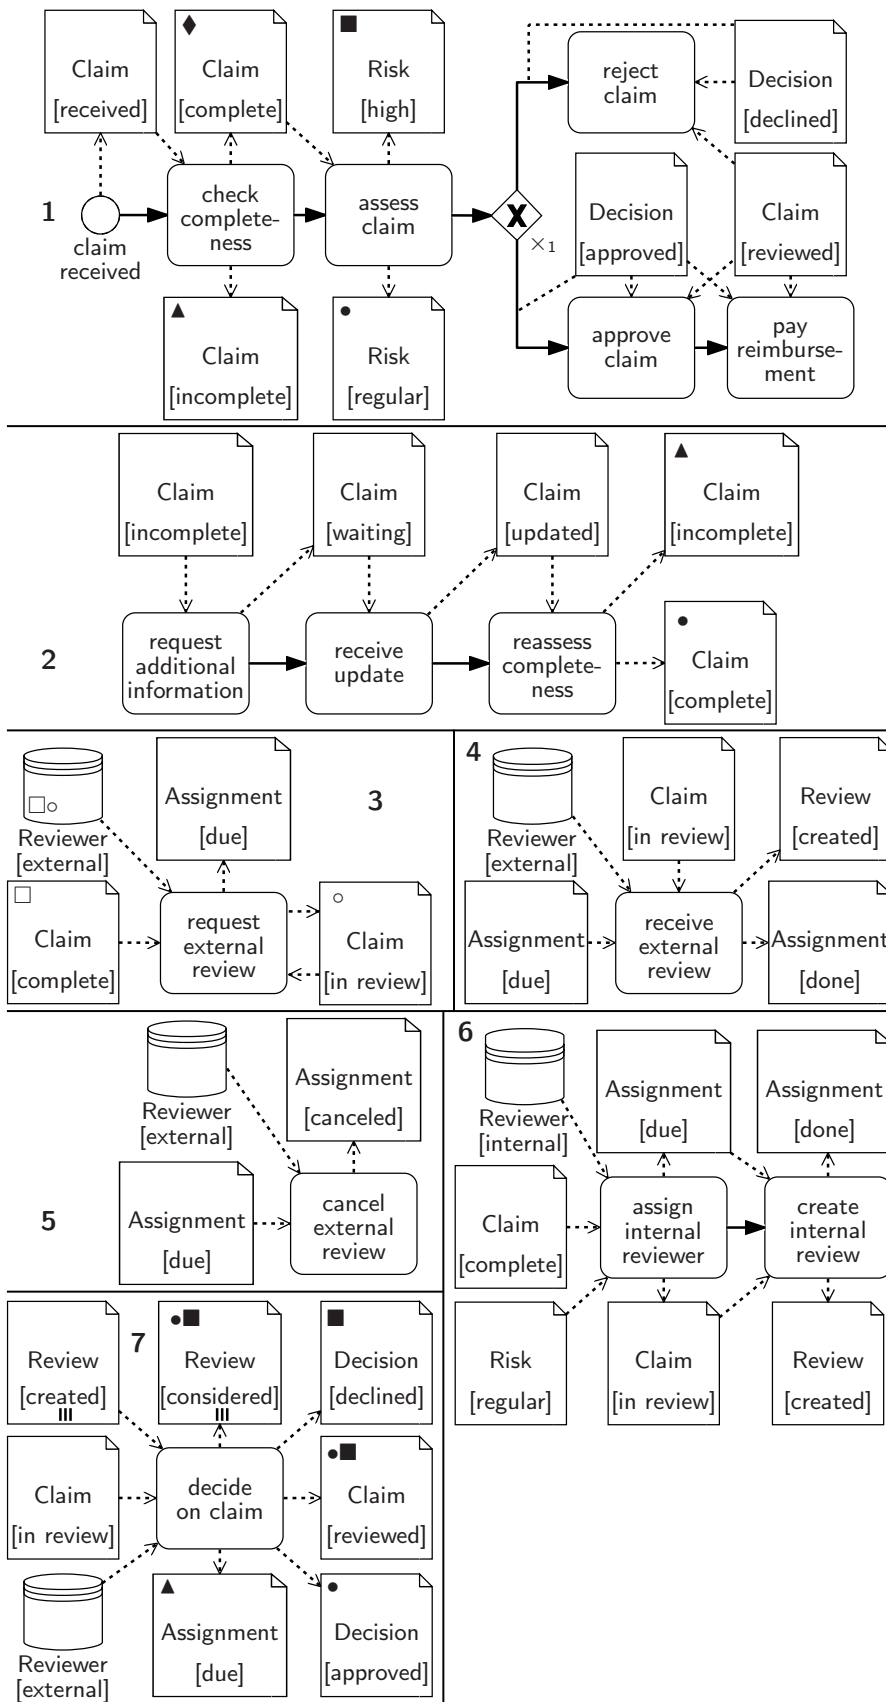 Claim
[received]
Claim
[complete]
Risk
[high]
reject
claim
Decision
[declined]
1
claim
received
check
complete-
ness
assess
claim
X
×1
Decision
[approved]
Claim
[reviewed]
Claim
[incomplete]
Risk
[regular]
approve
claim
pay
reimburse-
ment
2
Claim
[incomplete]
Claim
[waiting]
Claim
[updated]
Claim
[incomplete]
request
additional
information
receive
update
reassess
complete-
ness
Claim
[complete]
3
Reviewer
[external]
Assignment
[due]
Claim
[complete]
request
external
review
Claim
[in review]
4
Reviewer
[external]
Claim
[in review]
Review
[created]
Assignment
[due]
receive
external
review
Assignment
[done]
5
Reviewer
[external]
Assignment
[canceled]
Assignment
[due]
cancel
external
review
6
Reviewer
[internal]
Assignment
[due]
Assignment
[done]
Claim
[complete]
assign
internal
reviewer
create
internal
review
Risk
[regular]
Claim
[in review]
Review
[created]
7
Review
[created]
Review
[considered]
Decision
[declined]
Claim
[in review]
decide
on claim
Claim
[reviewed]
Reviewer
[external]
Assignment
[due]
Decision
[approved]